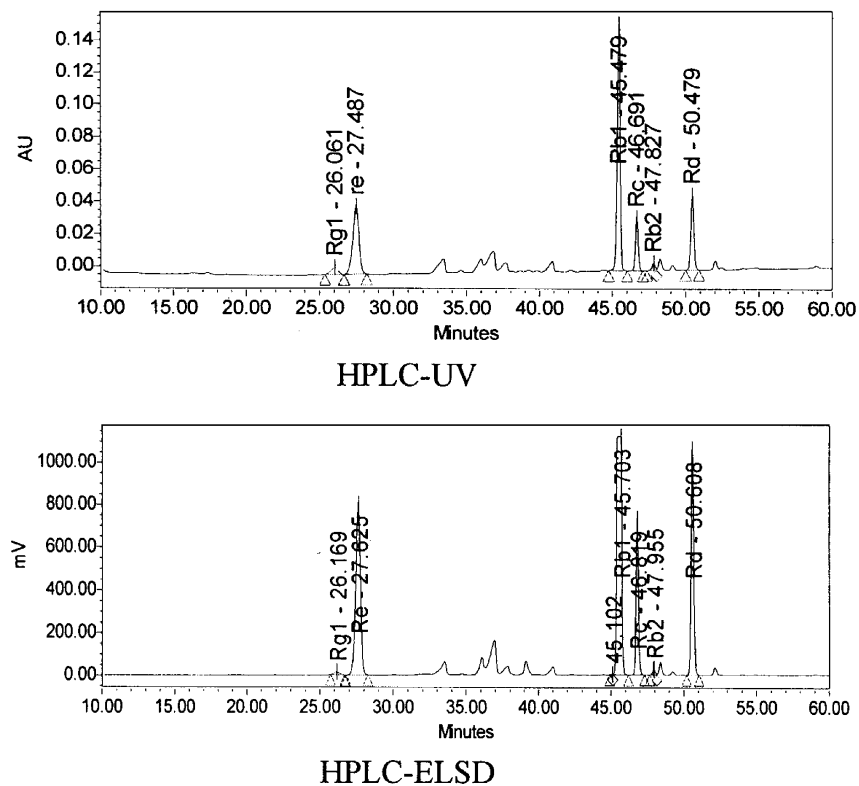 0.14
0.12
0.10
0.08
0.06
0.04
0.02
0.00
AU
Rg1 - 26.061
re - 27.487
Rb1 - 45.479
Rc - 46.691
Rb2 - 47.827
Rd - 50.479
10.00 15.00 20.00 25.00 30.00 35.00 40.00 45.00 50.00 55.00 60.00
Minutes
HPLC-UV
1000.00
800.00
600.00
400.00
200.00
0.00
mV
Rg1 - 26.169
Re - 27.625
45.102
Rb1 - 45.703
Rc - 46.819
Rb2 - 47.955
Rd - 50.608
10.00 15.00 20.00 25.00 30.00 35.00 40.00 45.00 50.00 55.00 60.00
Minutes
HPLC-ELSD